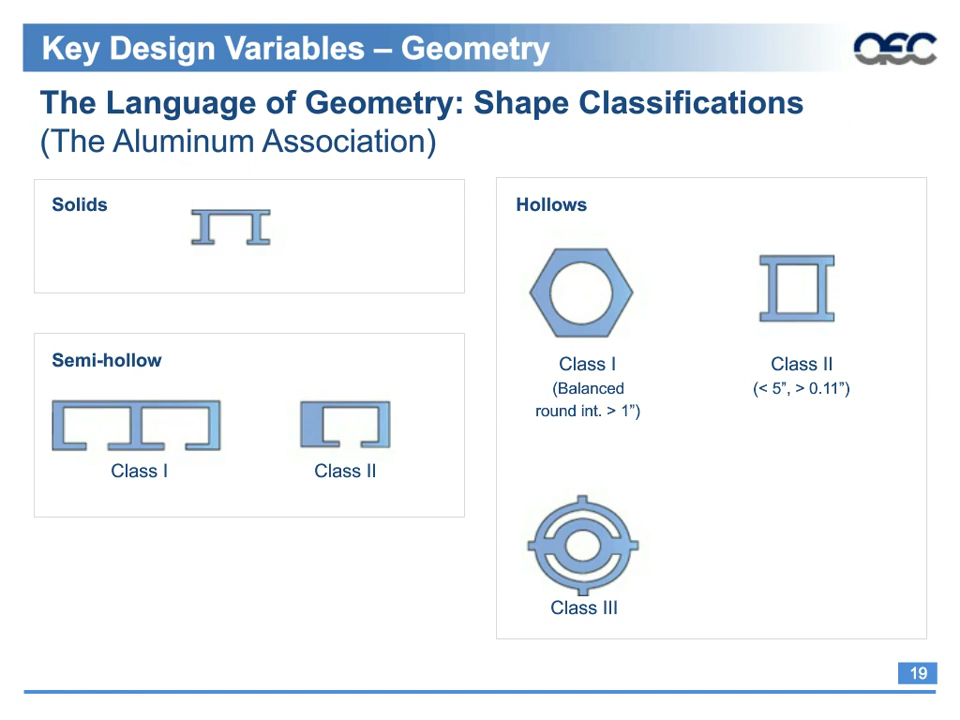 Key Design Variables – Geometry
AEC
The Language of Geometry: Shape Classifications
(The Aluminum Association)
Solids
Semi-hollow
Class I
Class II
Hollows
Class I
(Balanced
round int. > 1”)
Class II
(< 5”, > 0.11”)
Class III
19